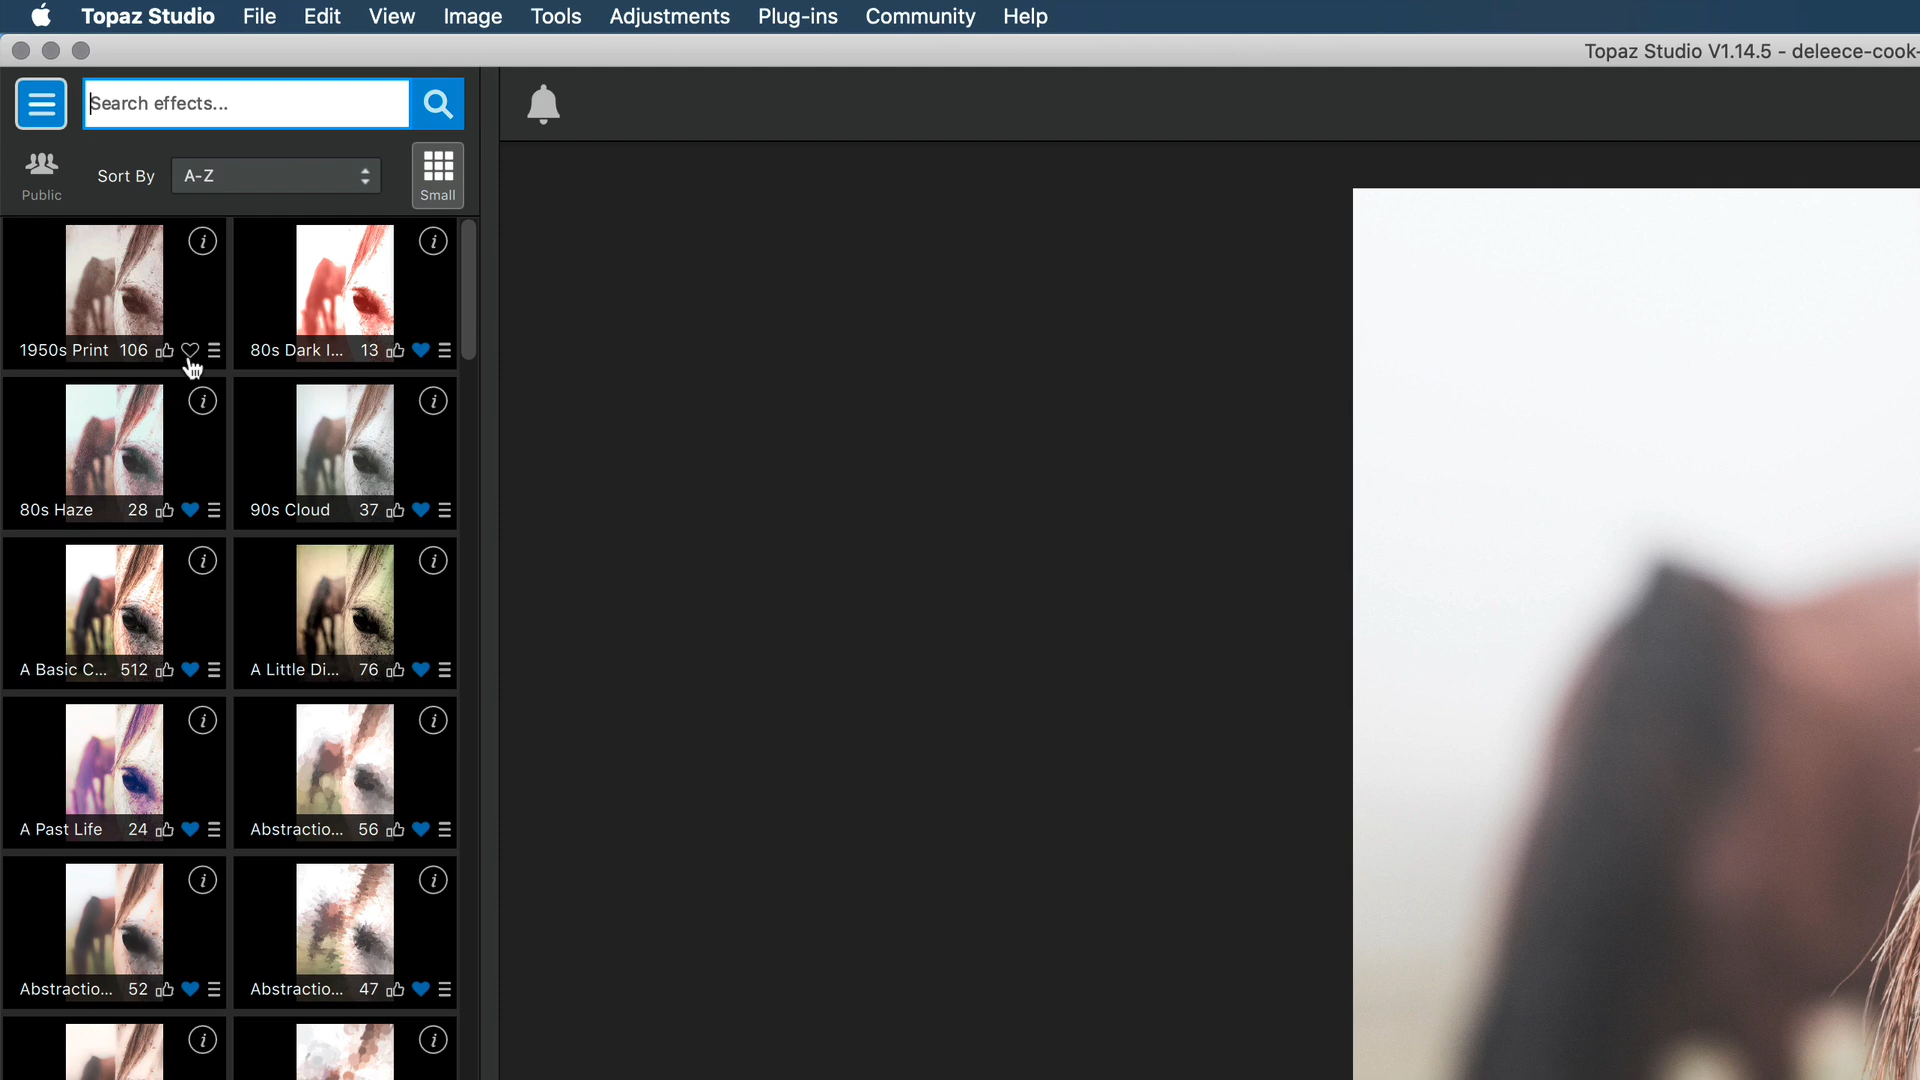 Topaz Studio File Edit View Image Tools Adjustments Plug-ins Community Help
Topaz Studio V1.14.5 - deleece-cook-
Search effects...
Public Sort By A-Z Small
1950s Print 106
80s Dark I... 13
80s Haze 28
90s Cloud 37
A Basic C... 512
A Little Di... 76
A Past Life 24
Abstractio... 56
Abstractio... 52
Abstractio... 47